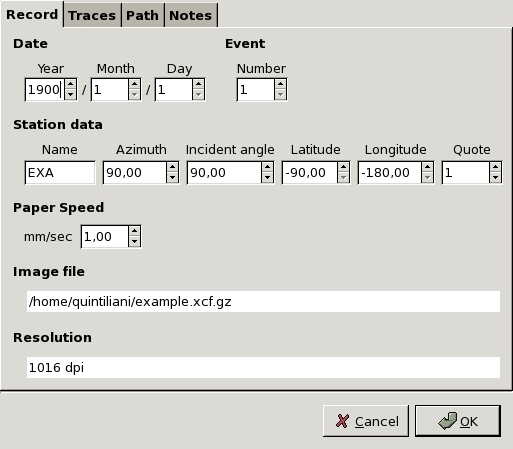 Record Traces Path Notes
Date Event
Year Month Day Number
1900 / 1 / 1 1
Station data
Name Azimuth Incident angle Latitude Longitude Quote
EXA 90,00 90,00 -90,00 -180,00 1
Paper Speed
mm/sec 1,00
Image file
/home/quintiliani/example.xcf.gz
Resolution
1016 dpi
Cancel OK